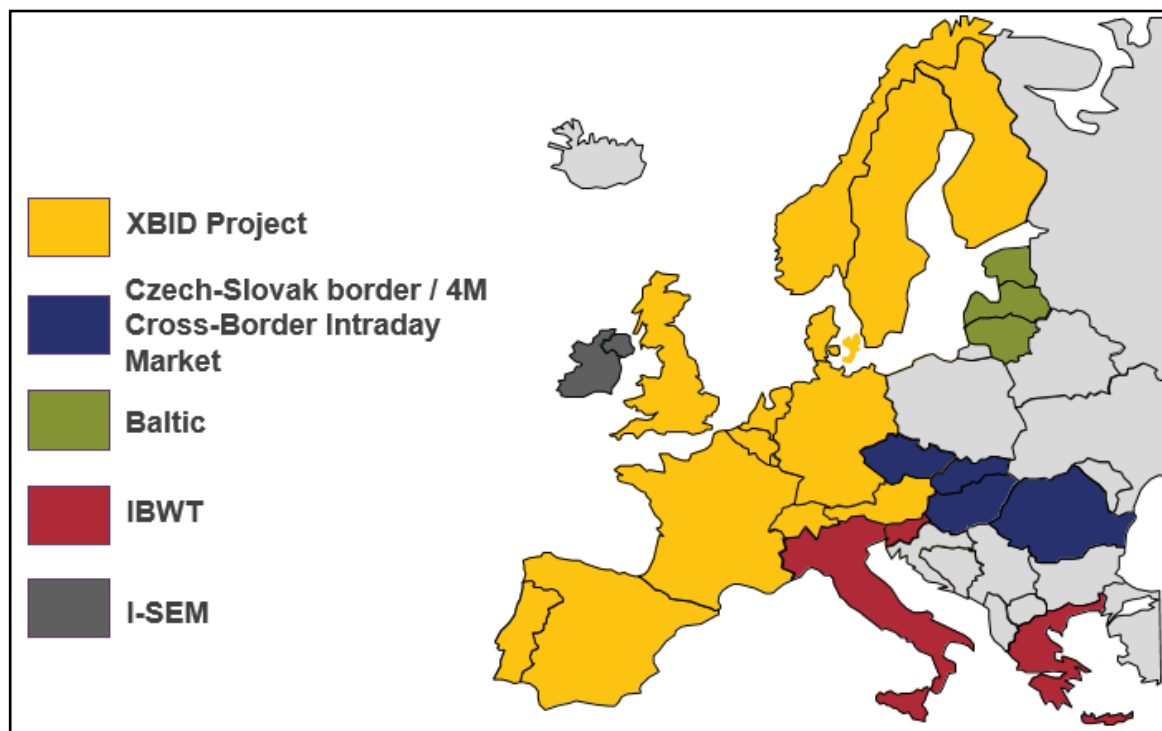 XBID Project
Czech-Slovak border / 4M
Cross-Border Intraday
Market
Baltic
IBWT
I-SEM